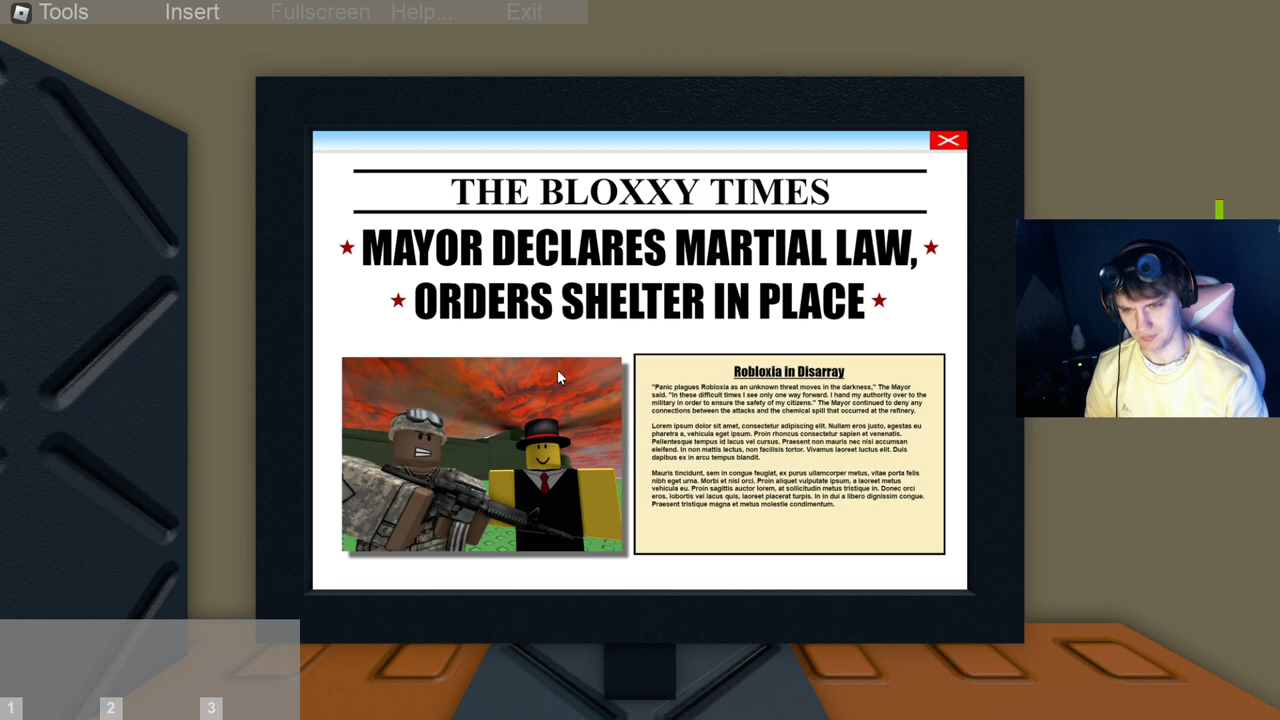 Tools Insert Fullscreen Help... Exit
THE BLOXXY TIMES
MAYOR DECLARES MARTIAL LAW,
ORDERS SHELTER IN PLACE
Robloxia in Disarray
"Panic plagues Robloxia as an unknown threat moves in the darkness," The Mayor
said. "In these difficult times I see only one way forward. I hand my authority over to the
military in order to ensure the safety of my citizens." The Mayor continued to deny any
connections between the attacks and the chemical spill that occurred at the refinery.
Lorem ipsum dolor sit amet, consectetur adipiscing elit. Nullam eros justo, egestas eu
pharetra a, vehicula eget ipsum. Proin rhoncus consectetur sapien et venenatis.
Pellentesque tempus id lacus vel cursus. Praesent non mauris nec nisi accumsan
eleifend. In non mattis lectus, non facilisis tortor. Vivamus laoreet luctus elit. Duis
dapibus ex in arcu tempus blandit.
Mauris tincidunt, sem in congue feugiat, ex purus ullamcorper metus, vitae porta felis
nibh eget urna. Morbi et nisl orci. Proin aliquet vulputate ipsum, a laoreet metus
vehicula eu. Proin sagittis auctor lorem, at sollicitudin metus tristique in. Donec orci
eros, lobortis vel lacus quis, laoreet placerat turpis. In in dui a libero dignissim congue.
Praesent tristique magna et metus molestie condimentum.
1 2 3